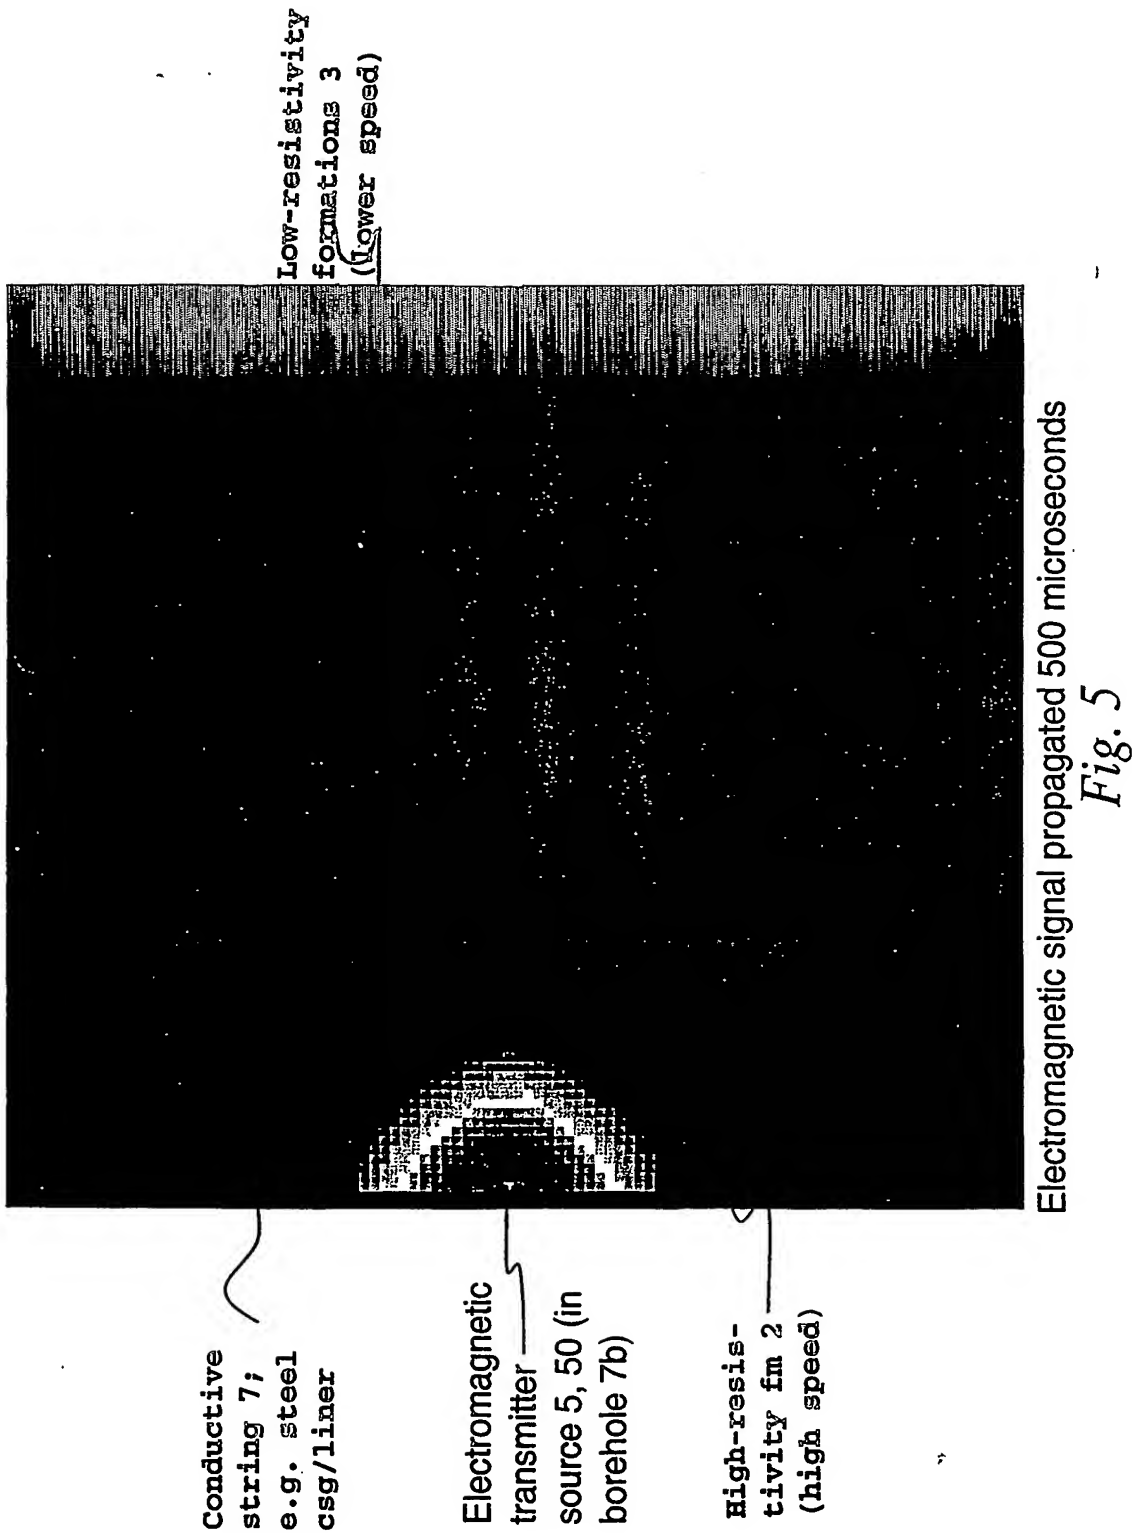 Low-resistivity
formations 3
(Lower speed)
Conductive
string 7;
e.g. steel
csg/liner
Electromagnetic
transmitter
source 5, 50 (in
borehole 7b)
High-resis-
tivity fm 2
(high speed)
Electromagnetic signal propagated 500 microseconds
Fig. 5